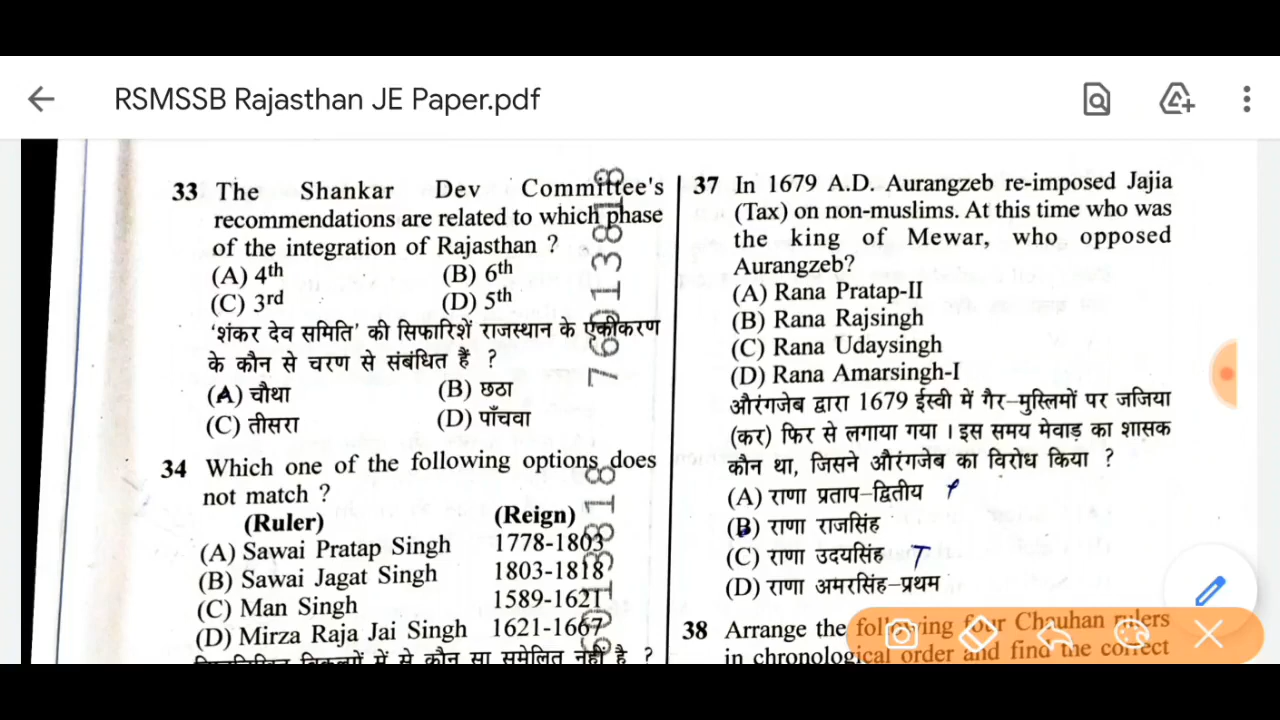 RSMSSB Rajasthan JE Paper.pdf
33 The Shankar Dev Committee's
recommendations are related to which phase
of the integration of Rajasthan ?
(A) 4th (B) 6th
(C) 3rd (D) 5th
'शंकर देव समिति' की सिफारिशें राजस्थान के एकीकरण
के कौन से चरण से संबंधित हैं ?
(A) चौथा (B) छठा
(C) तीसरा (D) पाँचवा
34 Which one of the following options does
not match ?
(Ruler) (Reign)
(A) Sawai Pratap Singh 1778-1803
(B) Sawai Jagat Singh 1803-1818
(C) Man Singh 1589-1621
(D) Mirza Raja Jai Singh 1621-1667
में से कौन सा सुमेलित नहीं है ?
7601 3818
6013818
37 In 1679 A.D. Aurangzeb re-imposed Jajia
(Tax) on non-muslims. At this time who was
the king of Mewar, who opposed
Aurangzeb?
(A) Rana Pratap-II
(B) Rana Rajsingh
(C) Rana Udaysingh
(D) Rana Amarsingh-I
औरंगजेब द्वारा 1679 ईस्वी में गैर-मुस्लिमों पर जजिया
(कर) फिर से लगाया गया । इस समय मेवाड़ का शासक
कौन था, जिसने औरंगजेब का विरोध किया ?
(A) राणा प्रताप-द्वितीय
(B) राणा राजसिंह
(C) राणा उदयसिंह
(D) राणा अमरसिंह-प्रथम
38 Arrange the following four Chauhan rulers
in chronological order and find the correct